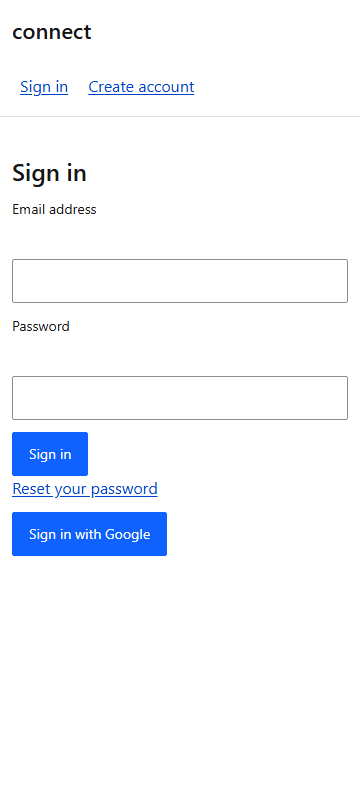 connect
Sign in Create account
Sign in
Email address
Password
Sign in
Reset your password
Sign in with Google